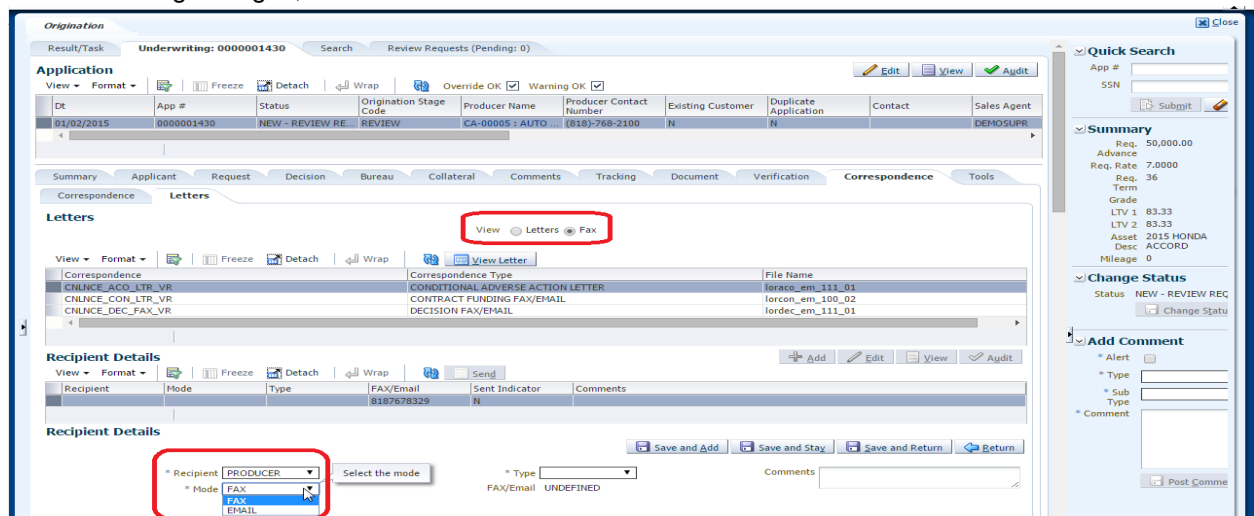 Origination
Close
Result/Task Underwriting: 0000001430 Search Review Requests (Pending: 0)
Application
Edit View Audit
View Format Freeze Detach Wrap Override OK Warning OK
Dt App # Status Origination Stage Code Producer Name Producer Contact Number Existing Customer Duplicate Application Contact Sales Agent
01/02/2015 0000001430 NEW - REVIEW RE... REVIEW CA-00005 : AUTO ... (818)-768-2100 N N DEMOSUPR
Summary Applicant Request Decision Bureau Collateral Comments Tracking Document Verification Correspondence Tools
Correspondence Letters
Letters
View Letters Fax
View Format Freeze Detach Wrap View Letter
Correspondence Correspondence Type File Name
CNLNCE_ACO_LTR_VR CONDITIONAL ADVERSE ACTION LETTER loraco_em_111_01
CNLNCE_CON_LTR_VR CONTRACT FUNDING FAX/EMAIL lorcon_em_100_02
CNLNCE_DEC_FAX_VR DECISION FAX/EMAIL lordec_em_111_01
Recipient Details
Add Edit View Audit
View Format Freeze Detach Wrap Send
Recipient Mode Type FAX/Email Sent Indicator Comments
8187678329 N
Recipient Details
Save and Add Save and Stay Save and Return Return
* Recipient PRODUCER Select the mode * Type Comments
* Mode FAX FAX/Email UNDEFINED
FAX
EMAIL
Quick Search
App #
SSN
Submit
Summary
Req. Advance 50,000.00
Req. Rate 7.0000
Req. Term 36
Grade
LTV 1 83.33
LTV 2 83.33
Asset Desc 2015 HONDA ACCORD
Mileage 0
Change Status
Status NEW - REVIEW REQ
Change Statu
Add Comment
* Alert
* Type
* Sub Type
* Comment
Post Comme